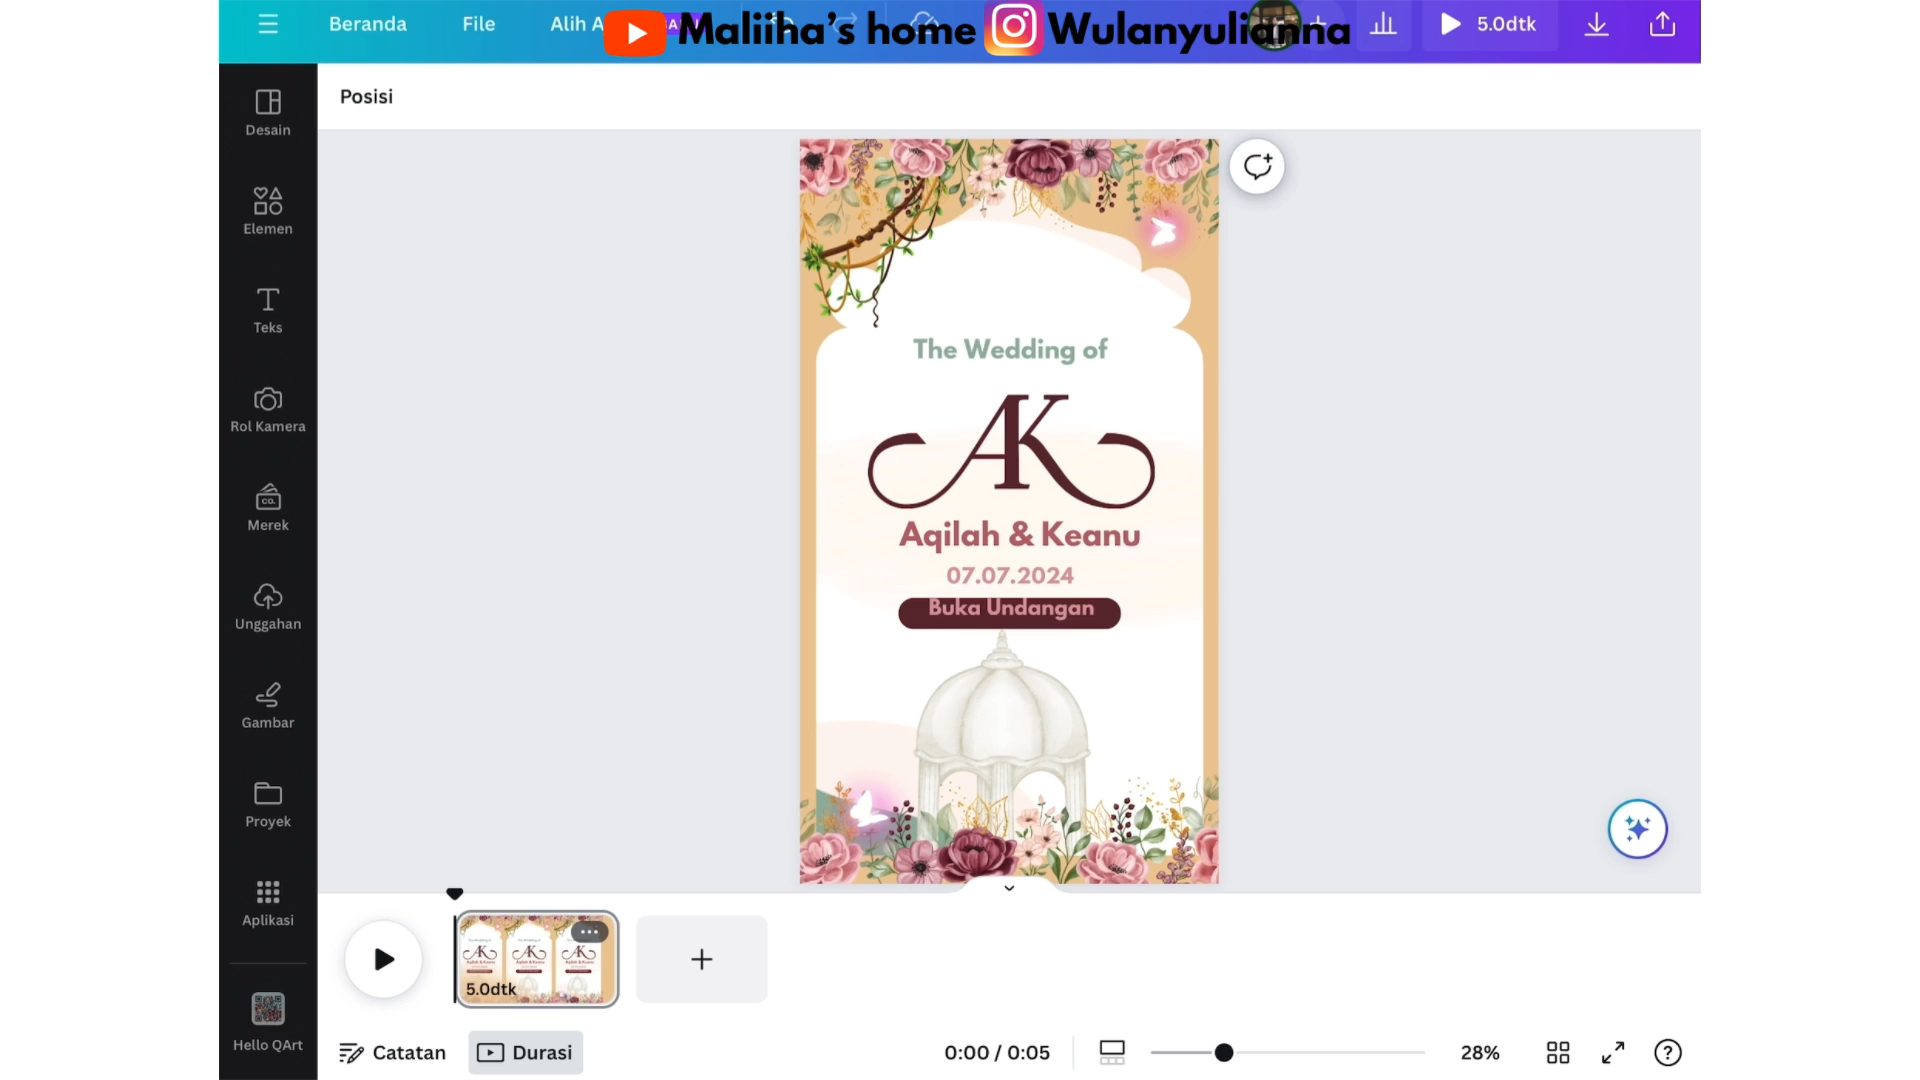 Beranda File Alih A
Maliiha's home Wulanyulianna
5.0dtk
Posisi
Desain
Elemen
Teks
Rol Kamera
Merek
CO.
Unggahan
Gambar
Proyek
Aplikasi
Hello QArt
The Wedding of
AK
Aqilah & Keanu
07.07.2024
Buka Undangan
5.0dtk
Catatan
Durasi
0:00 / 0:05
28%